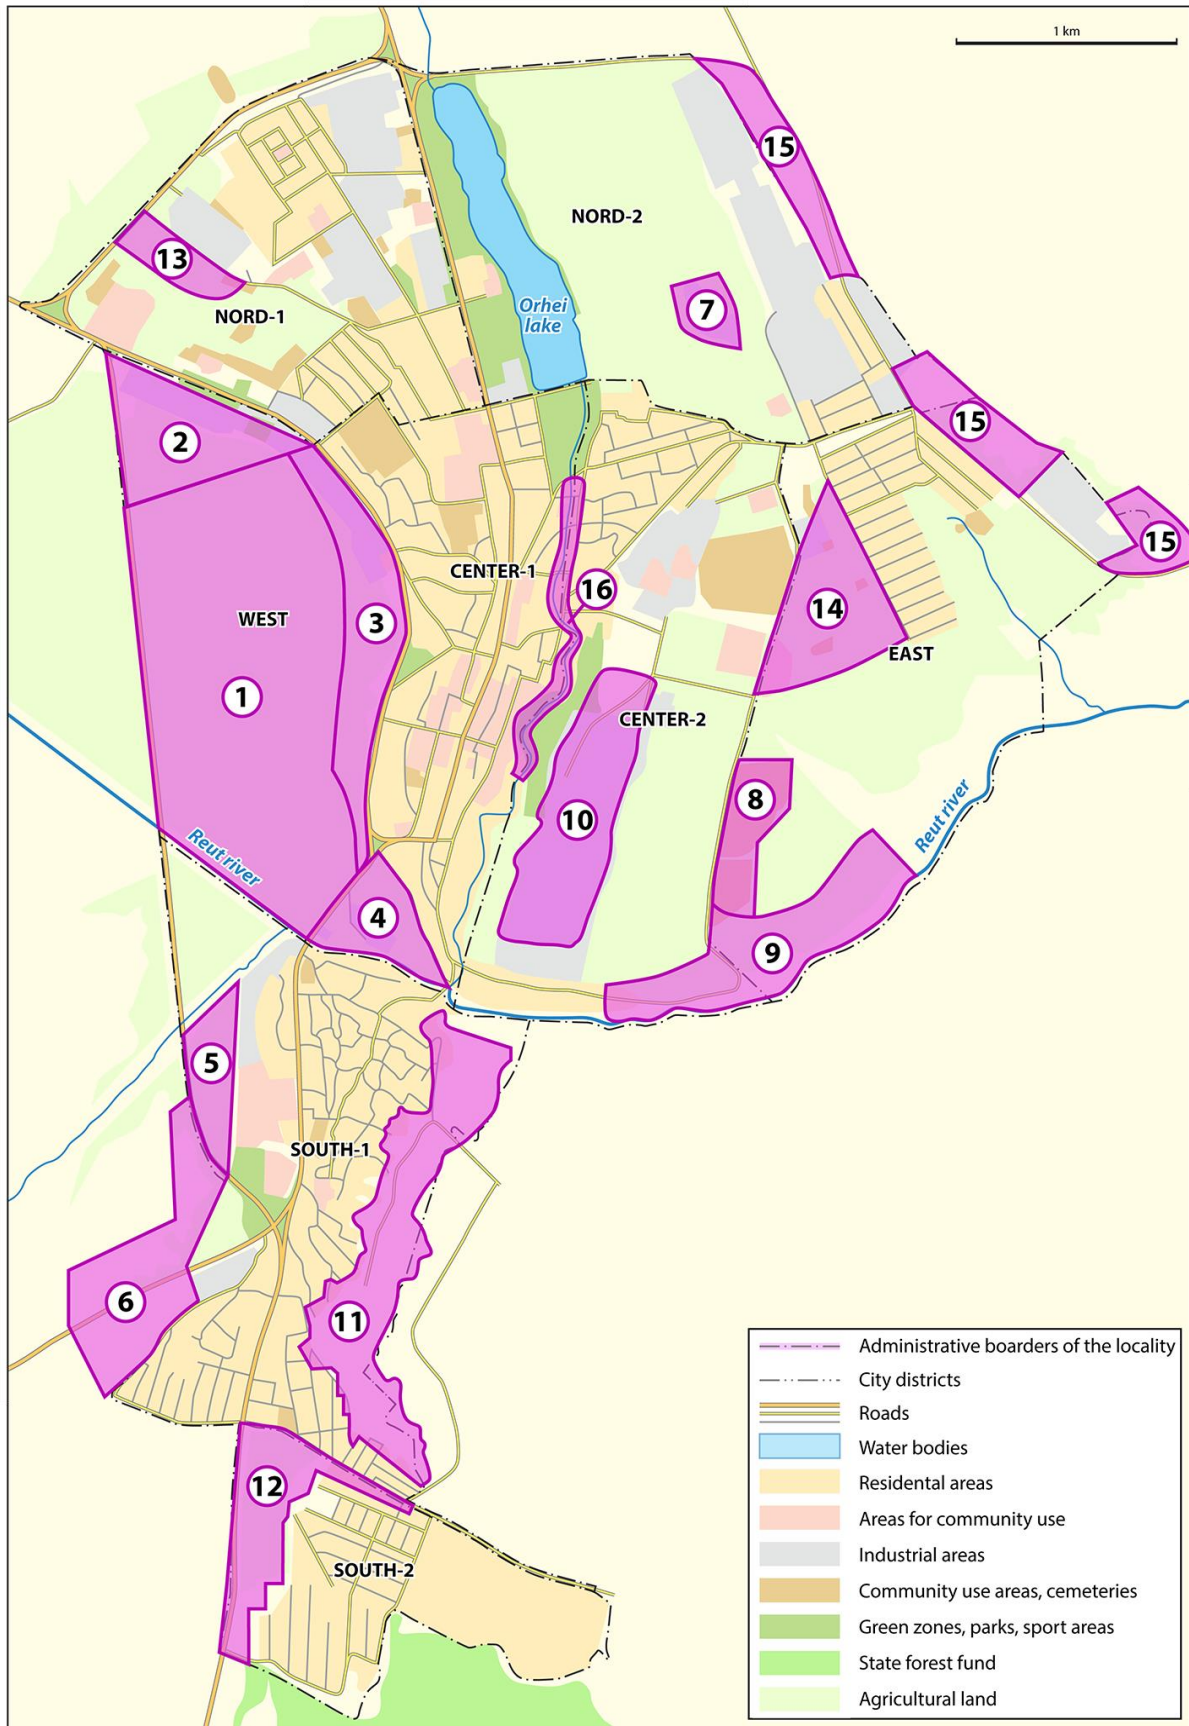 1 km
15
NORD-2
13
7
Orhei
lake
NORD-1
15
2
15
CENTER-1
16
14
WEST
3
EAST
1
CENTER-2
8
10
Reut river
Reut river
4
9
5
SOUTH-1
6
11
12
SOUTH-2
Administrative boarders of the locality
City districts
Roads
Water bodies
Residental areas
Areas for community use
Industrial areas
Community use areas, cemeteries
Green zones, parks, sport areas
State forest fund
Agricultural land